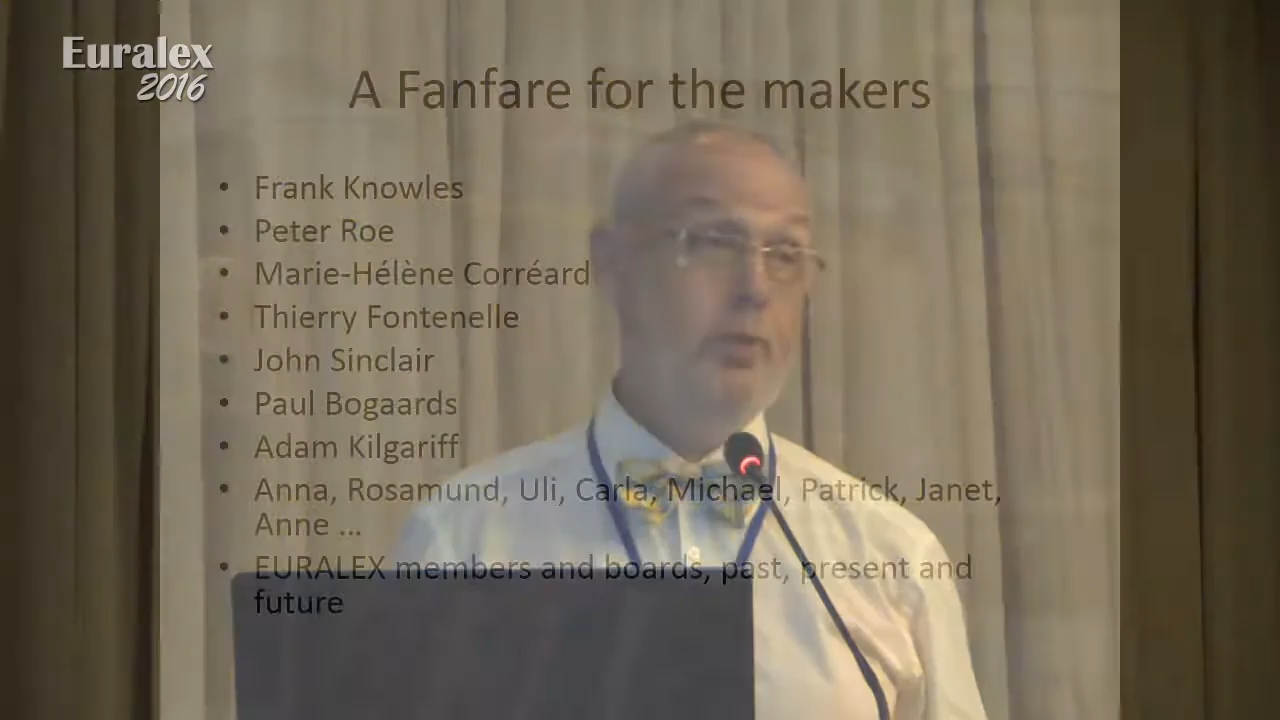 Euralex
2016
A Fanfare for the makers
• Frank Knowles
• Peter Roe
• Marie-Hélène Corréard
• Thierry Fontenelle
• John Sinclair
• Paul Bogaards
• Adam Kilgariff
• Anna, Rosamund, Uli, Carla, Michael, Patrick, Janet,
Anne ...
• EURALEX members and boards, past, present and
future